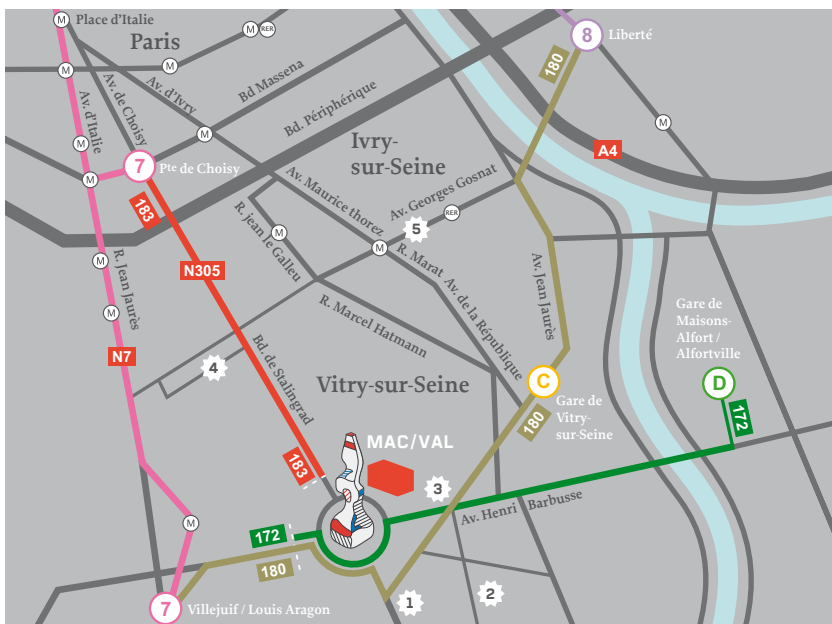 Place d'Italie
M
Paris
M
RER
8
Liberté
180
M
M
Av. d'Italie
Av. de Choisy
Av. d'Ivry
Bd Massena
Bd. Périphérique
M
M
M
Ivry-
sur-Seine
A4
7
Pte de Choisy
M
183
Av. Maurice thorez
Av. Georges Gosnat
RER
5
R. jean le Galleu
M
M
R. Marat
N305
R. Jean Jaurès
M
M
Av. de la République
Av. Jean Jaurès
Gare de
Maisons-
Alfort /
Alfortville
R. Marcel Hatmann
N7
4
Bd. de Stalingrad
Vitry-sur-Seine
C
D
Gare de
Vitry-
sur-Seine
180
172
MAC/VAL
183
3
Av. Henri Barbusse
M
172
180
1
2
7
Villejuif / Louis Aragon